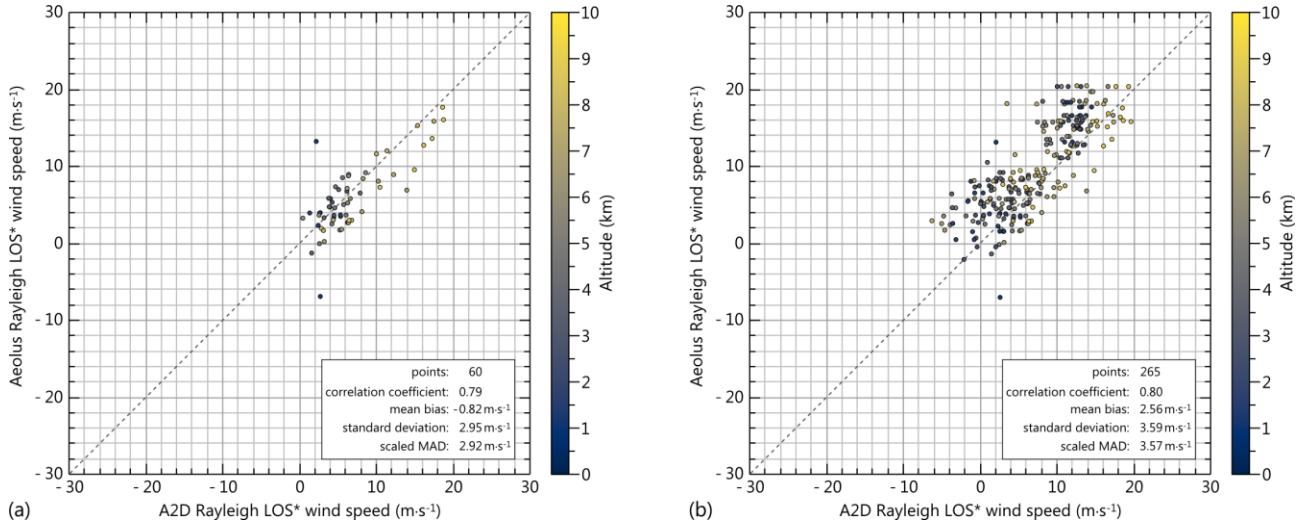 30
20
10
0
- 10
- 20
- 30
Aeolus Rayleigh LOS* wind speed (m·s⁻¹)
- 30 - 20 - 10 0 10 20 30
A2D Rayleigh LOS* wind speed (m·s⁻¹)
points: 60
correlation coefficient: 0.79
mean bias: -0.82 m·s⁻¹
standard deviation: 2.95 m·s⁻¹
scaled MAD: 2.92 m·s⁻¹
10
9
8
7
6
5
4
3
2
1
0
Altitude (km)
(a)
30
20
10
0
- 10
- 20
- 30
Aeolus Rayleigh LOS* wind speed (m·s⁻¹)
- 30 - 20 - 10 0 10 20 30
A2D Rayleigh LOS* wind speed (m·s⁻¹)
points: 265
correlation coefficient: 0.80
mean bias: 2.56 m·s⁻¹
standard deviation: 3.59 m·s⁻¹
scaled MAD: 3.57 m·s⁻¹
10
9
8
7
6
5
4
3
2
1
0
Altitude (km)
(b)